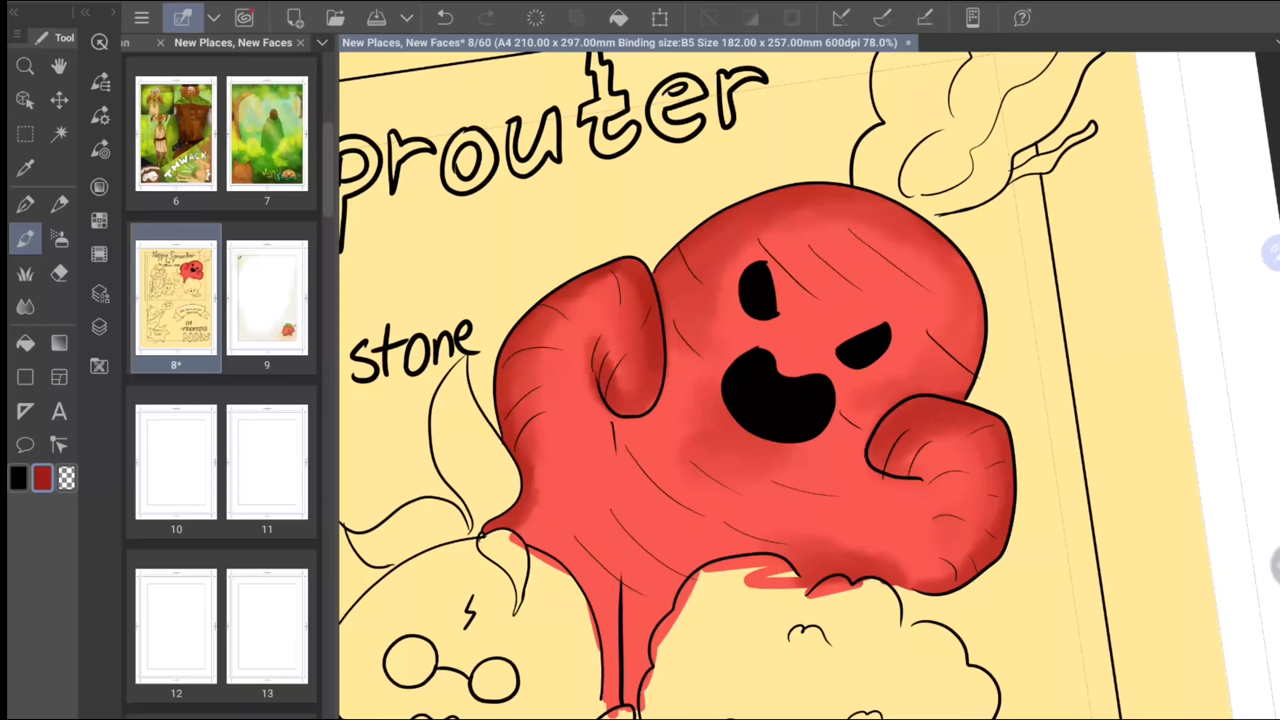 Tool
New Places, New Faces
New Places, New Faces* 8/60 (A4 210.00 x 297.00mm Binding size:B5 Size 182.00 x 257.00mm 600dpi 78.0%)
6
7
THWACK
8*
9
10
11
12
13
prouter
stone